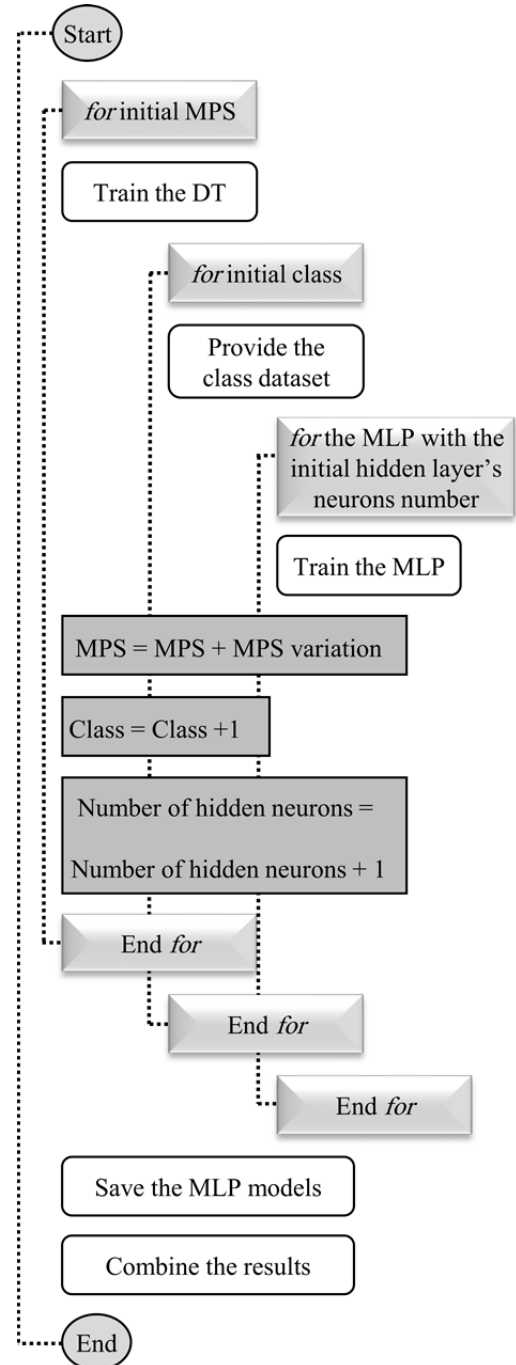 Start
for initial MPS
Train the DT
for initial class
Provide the
class dataset
for the MLP with the
initial hidden layer’s
neurons number
Train the MLP
MPS = MPS + MPS variation
Class = Class +1
Number of hidden neurons =
Number of hidden neurons + 1
End for
End for
End for
Save the MLP models
Combine the results
End